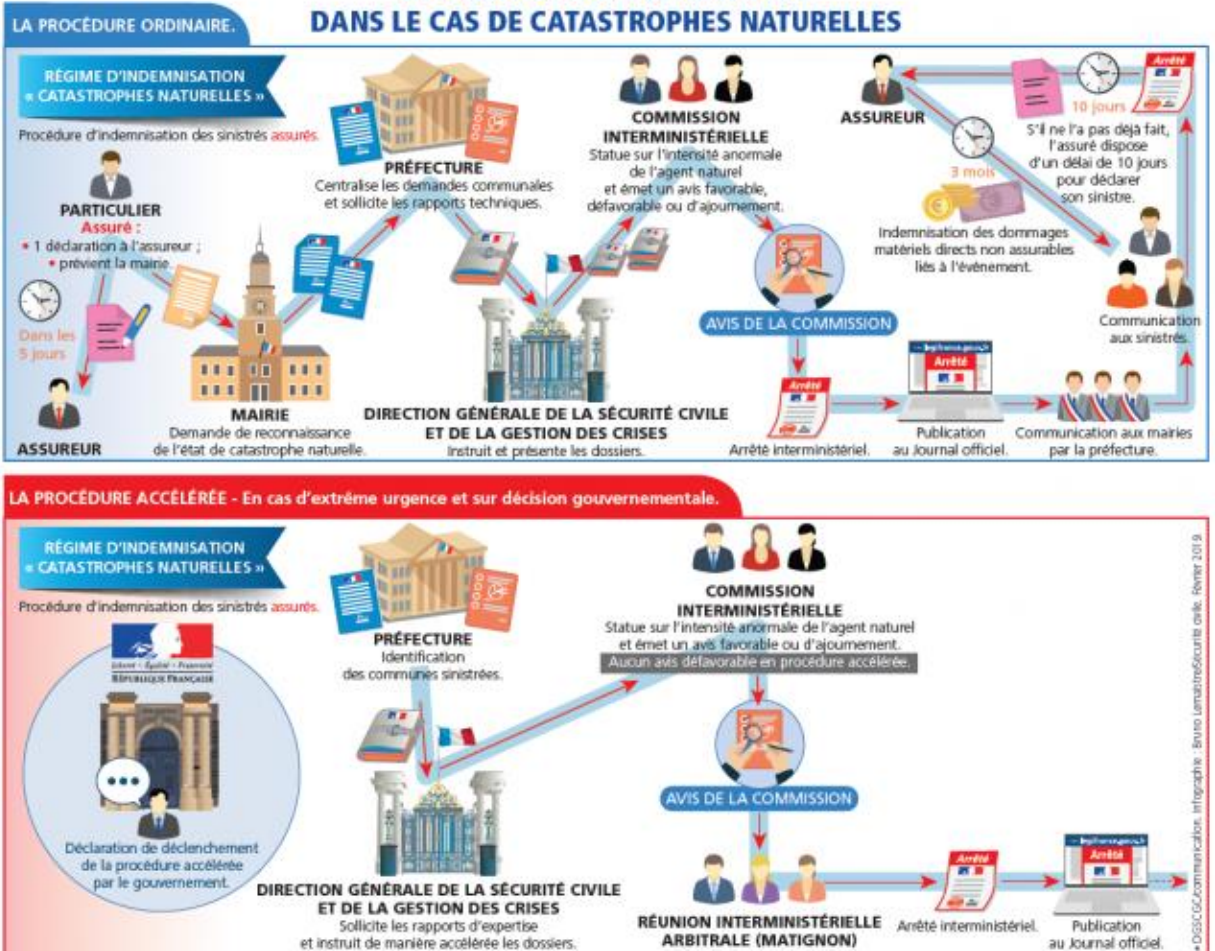 DANS LE CAS DE CATASTROPHES NATURELLES
LA PROCÉDURE ORDINAIRE.
RÉGIME D'INDEMNISATION
« CATASTROPHES NATURELLES »
Procédure d'indemnisation des sinistrés assurés.
PARTICULIER
Assuré :
• 1 déclaration à l'assureur ;
• prévient la mairie.
Dans les
5 jours
ASSUREUR
MAIRIE
Demande de reconnaissance
de l'état de catastrophe naturelle.
PRÉFECTURE
Centralise les demandes communales
et sollicite les rapports techniques.
DIRECTION GÉNÉRALE DE LA SÉCURITÉ CIVILE
ET DE LA GESTION DES CRISES
Instruit et présente les dossiers.
COMMISSION
INTERMINISTÉRIELLE
Statue sur l'intensité anormale
de l'agent naturel
et émet un avis favorable,
défavorable ou d'ajournement.
AVIS DE LA COMMISSION
Arrêté
Arrêté interministériel.
legifrance.gouv.fr
Arrêté
Publication
au Journal officiel.
Communication aux mairies
par la préfecture.
Arrêté
10 jours
S'il ne l'a pas déjà fait,
l'assuré dispose
d'un délai de 10 jours
pour déclarer
son sinistre.
ASSUREUR
3 mois
Indemnisation des dommages
matériels directs non assurables
liés à l'événement.
Communication
aux sinistrés.
LA PROCÉDURE ACCÉLÉRÉE - En cas d'extrême urgence et sur décision gouvernementale.
RÉGIME D'INDEMNISATION
« CATASTROPHES NATURELLES »
Procédure d'indemnisation des sinistrés assurés.
Liberté • Égalité • Fraternité
RÉPUBLIQUE FRANÇAISE
Déclaration de déclenchement
de la procédure accélérée
par le gouvernement.
PRÉFECTURE
Identification
des communes sinistrées.
DIRECTION GÉNÉRALE DE LA SÉCURITÉ CIVILE
ET DE LA GESTION DES CRISES
Sollicite les rapports d'expertise
et instruit de manière accélérée les dossiers.
COMMISSION
INTERMINISTÉRIELLE
Statue sur l'intensité anormale de l'agent naturel
et émet un avis favorable ou d'ajournement.
Aucun avis défavorable en procédure accélérée.
AVIS DE LA COMMISSION
RÉUNION INTERMINISTÉRIELLE
ARBITRALE (MATIGNON)
Arrêté
Arrêté interministériel.
legifrance.gouv.fr
Arrêté
Publication
au Journal officiel.
DGSCGC/communication. Infographie : Bruno Lemaistre/Sécurité civile. Février 2019.